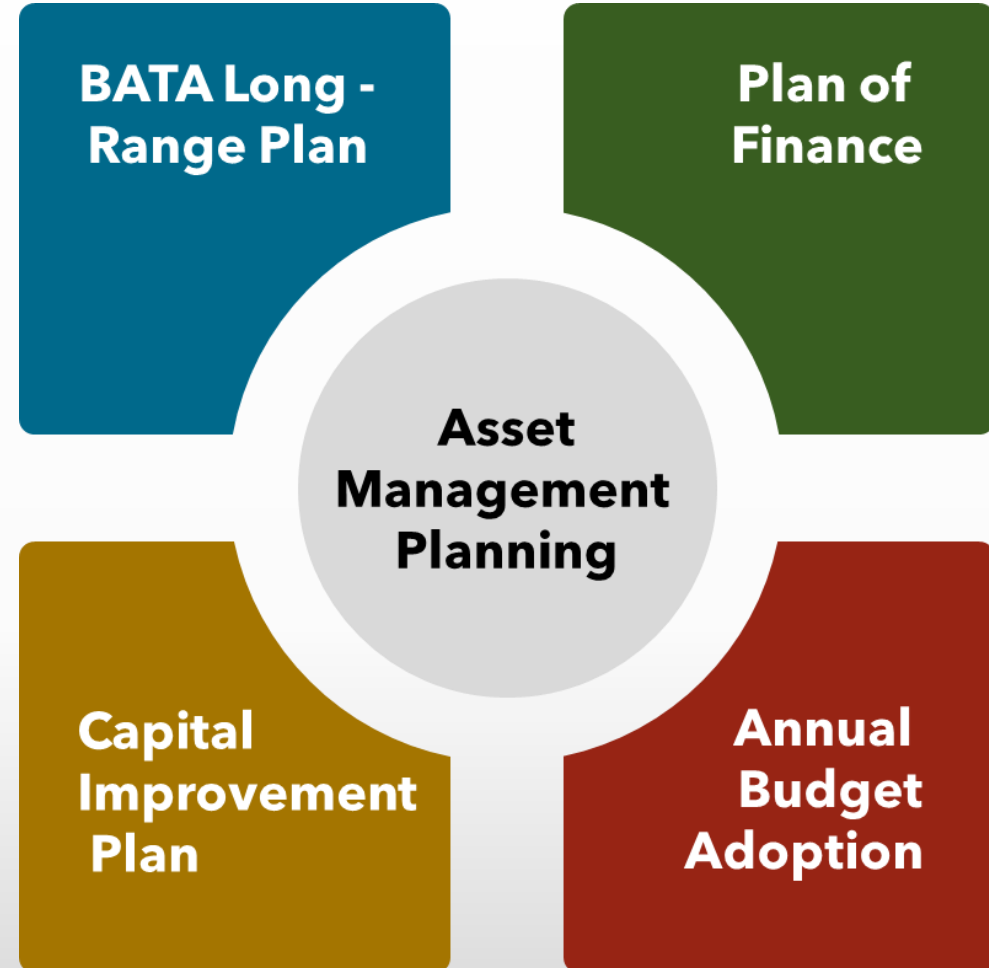 BATA Long -
Range Plan
Plan of
Finance
Asset
Management
Planning
Capital
Improvement
Plan
Annual
Budget
Adoption